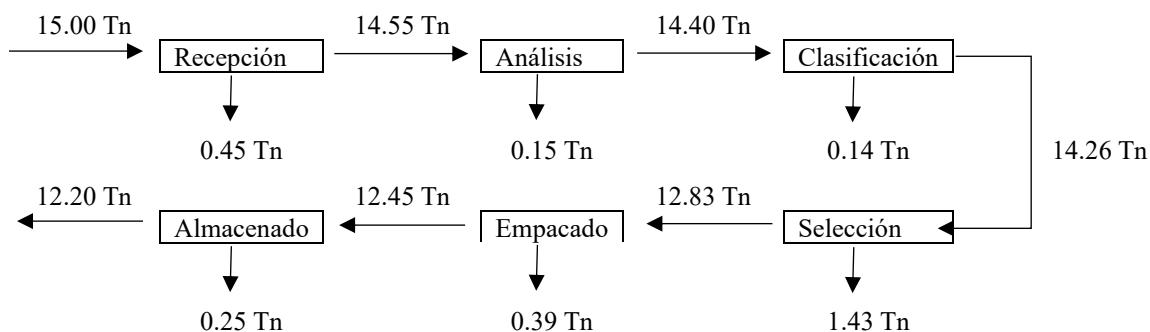 15.00 Tn 14.55 Tn 14.40 Tn
Recepción Análisis Clasificación
0.45 Tn 0.15 Tn 0.14 Tn 14.26 Tn
12.20 Tn 12.45 Tn 12.83 Tn
Almacenado Empacado Selección
0.25 Tn 0.39 Tn 1.43 Tn